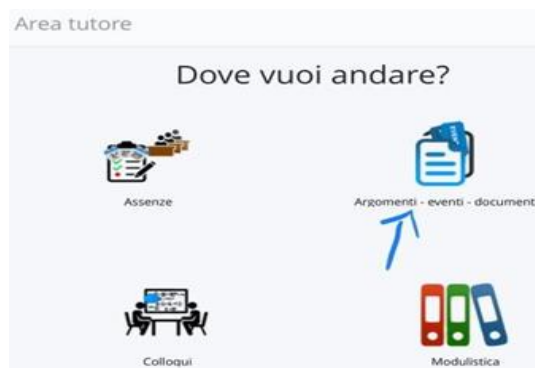 Area tutore
Dove vuoi andare?
Assenze
Argomenti - eventi - document
Colloqui
Modulistica